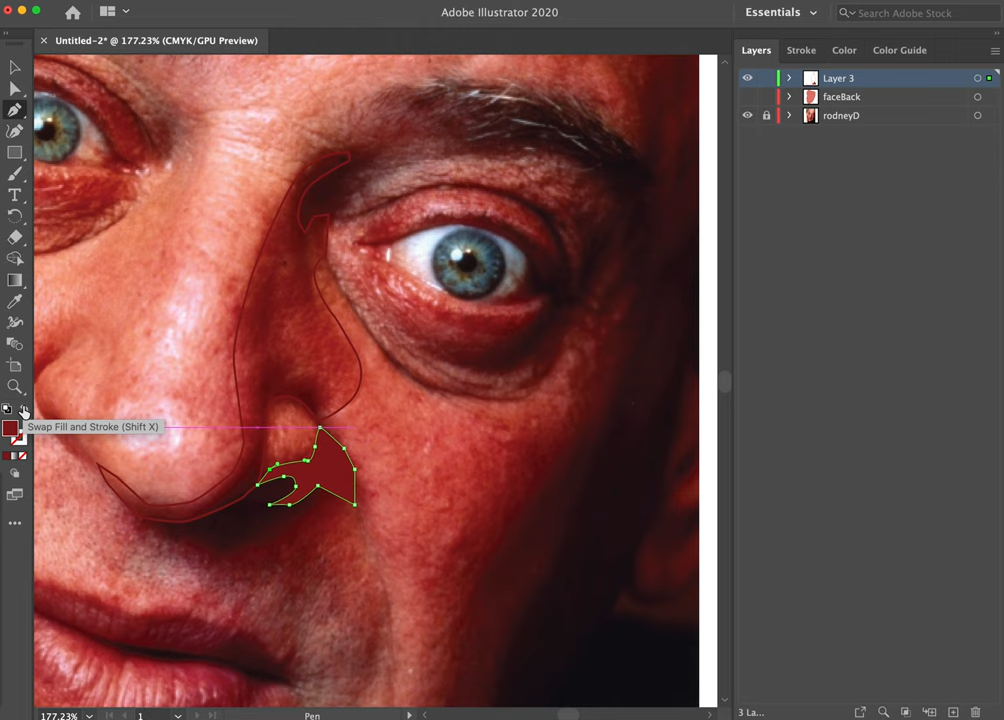 Adobe Illustrator 2020
Essentials
Search Adobe Stock
Untitled-2* @ 177.23% (CMYK/GPU Preview)
Layers
Stroke
Color
Color Guide
Layer 3
faceBack
rodneyD
T
Swap Fill and Stroke (Shift X)
177.23%
1
Pen
3 La...